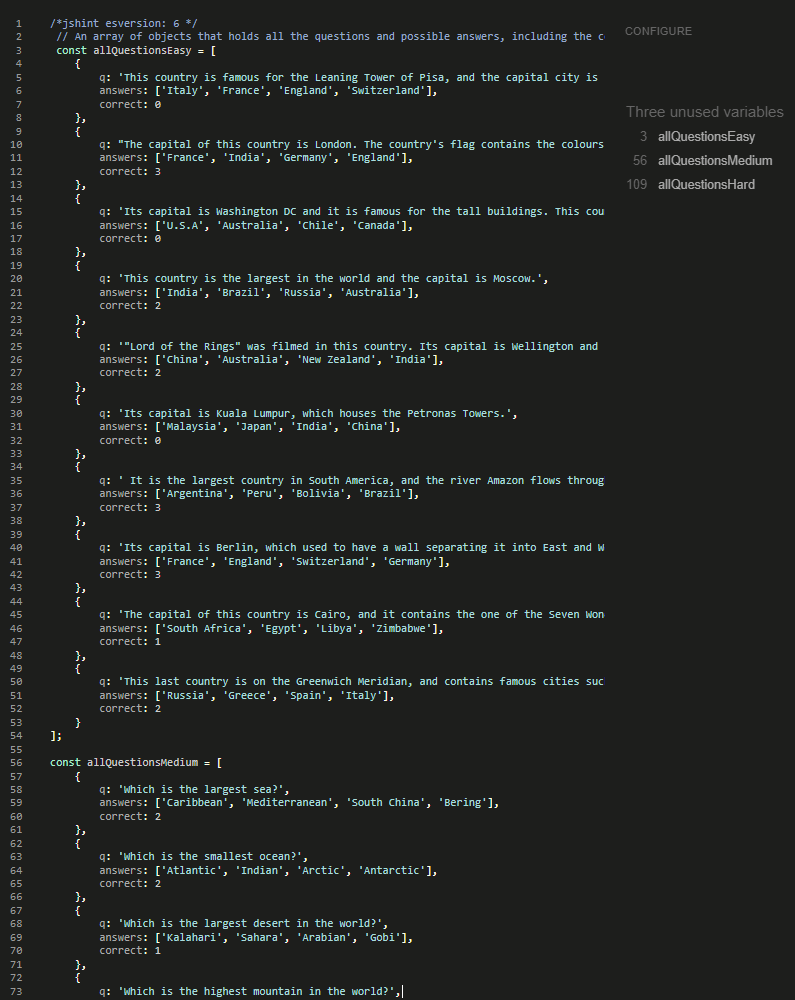 1 /*jshint esversion: 6 */
2 // An array of objects that holds all the questions and possible answers, including the c
3 const allQuestionsEasy = [
4 {
5 q: 'This country is famous for the Leaning Tower of Pisa, and the capital city is
6 answers: ['Italy', 'France', 'England', 'Switzerland'],
7 correct: 0
8 },
9 {
10 q: "The capital of this country is London. The country's flag contains the colours
11 answers: ['France', 'India', 'Germany', 'England'],
12 correct: 3
13 },
14 {
15 q: 'Its capital is Washington DC and it is famous for the tall buildings. This cou
16 answers: ['U.S.A', 'Australia', 'Chile', 'Canada'],
17 correct: 0
18 },
19 {
20 q: 'This country is the largest in the world and the capital is Moscow.',
21 answers: ['India', 'Brazil', 'Russia', 'Australia'],
22 correct: 2
23 },
24 {
25 q: '"Lord of the Rings" was filmed in this country. Its capital is Wellington and
26 answers: ['China', 'Australia', 'New Zealand', 'India'],
27 correct: 2
28 },
29 {
30 q: 'Its capital is Kuala Lumpur, which houses the Petronas Towers.',
31 answers: ['Malaysia', 'Japan', 'India', 'China'],
32 correct: 0
33 },
34 {
35 q: ' It is the largest country in South America, and the river Amazon flows throug
36 answers: ['Argentina', 'Peru', 'Bolivia', 'Brazil'],
37 correct: 3
38 },
39 {
40 q: 'Its capital is Berlin, which used to have a wall separating it into East and W
41 answers: ['France', 'England', 'Switzerland', 'Germany'],
42 correct: 3
43 },
44 {
45 q: 'The capital of this country is Cairo, and it contains the one of the Seven Won
46 answers: ['South Africa', 'Egypt', 'Libya', 'Zimbabwe'],
47 correct: 1
48 },
49 {
50 q: 'This last country is on the Greenwich Meridian, and contains famous cities suc
51 answers: ['Russia', 'Greece', 'Spain', 'Italy'],
52 correct: 2
53 }
54 ];
55
56 const allQuestionsMedium = [
57 {
58 q: 'Which is the largest sea?',
59 answers: ['Caribbean', 'Mediterranean', 'South China', 'Bering'],
60 correct: 2
61 },
62 {
63 q: 'Which is the smallest ocean?',
64 answers: ['Atlantic', 'Indian', 'Arctic', 'Antarctic'],
65 correct: 2
66 },
67 {
68 q: 'Which is the largest desert in the world?',
69 answers: ['Kalahari', 'Sahara', 'Arabian', 'Gobi'],
70 correct: 1
71 },
72 {
73 q: 'Which is the highest mountain in the world?',
CONFIGURE
Three unused variables
3 allQuestionsEasy
56 allQuestionsMedium
109 allQuestionsHard